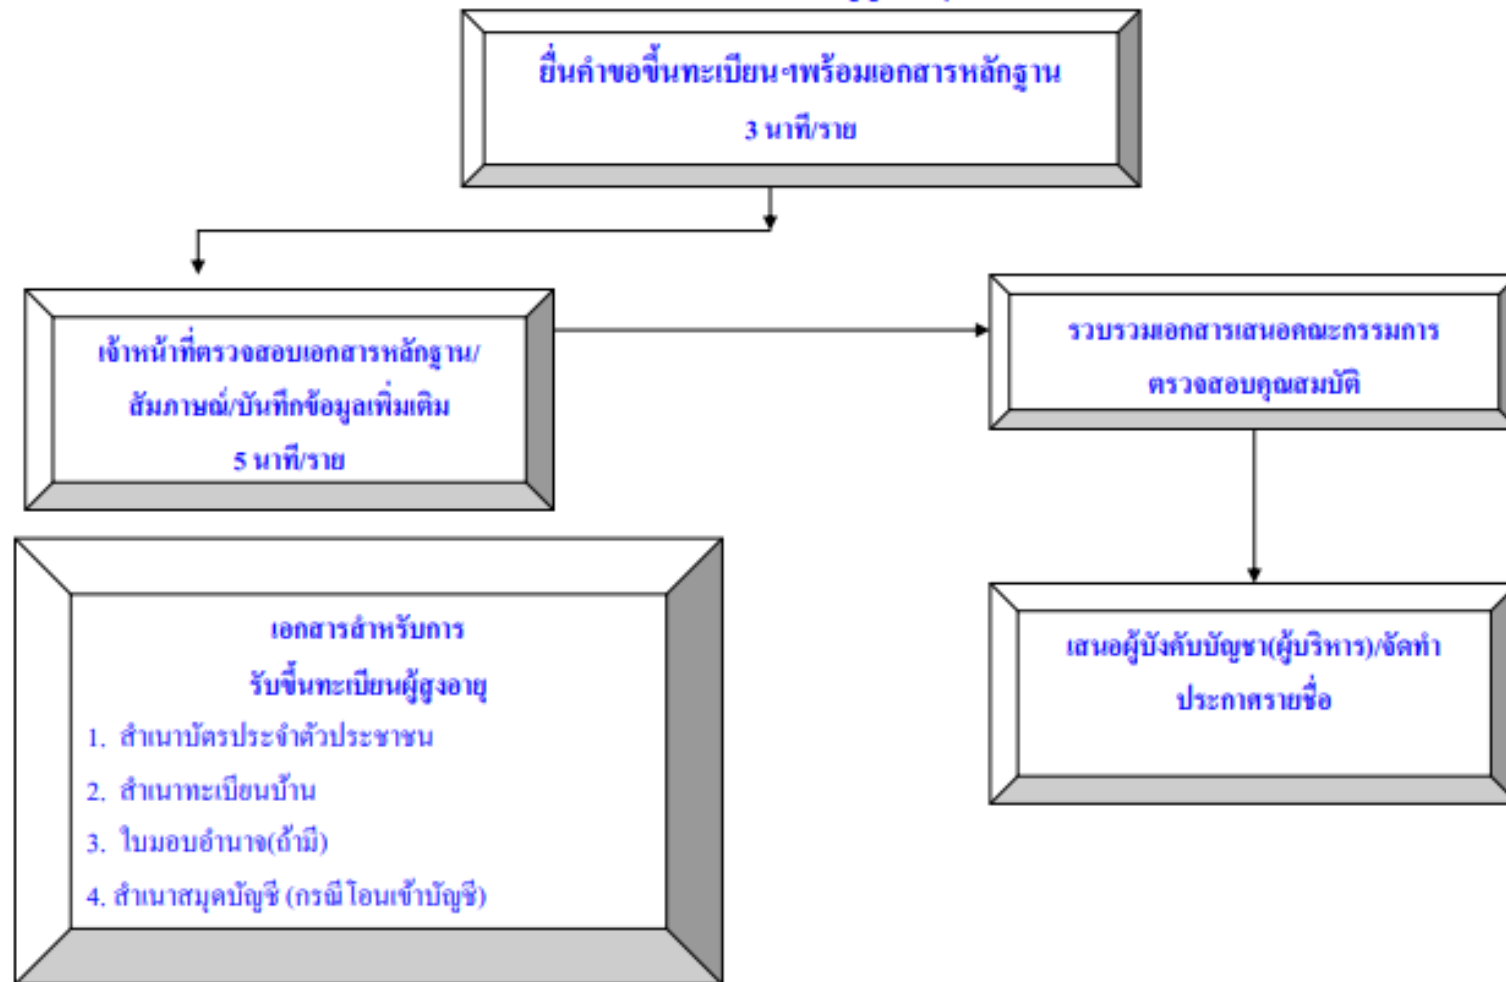 ยื่นคำขอขึ้นทะเบียนฯพร้อมเอกสารหลักฐาน
3 นาที/ราย
เจ้าหน้าที่ตรวจสอบเอกสารหลักฐาน/
สัมภาษณ์/บันทึกข้อมูลเพิ่มเติม
5 นาที/ราย
รวบรวมเอกสารเสนอคณะกรรมการ
ตรวจสอบคุณสมบัติ
เสนอผู้บังคับบัญชา(ผู้บริหาร)/จัดทำ
ประกาศรายชื่อ
เอกสารสำหรับการ
รับขึ้นทะเบียนผู้สูงอายุ
1. สำเนาบัตรประจำตัวประชาชน
2. สำเนาทะเบียนบ้าน
3. ใบมอบอำนาจ(ถ้ามี)
4. สำเนาสมุดบัญชี (กรณี โอนเข้าบัญชี)